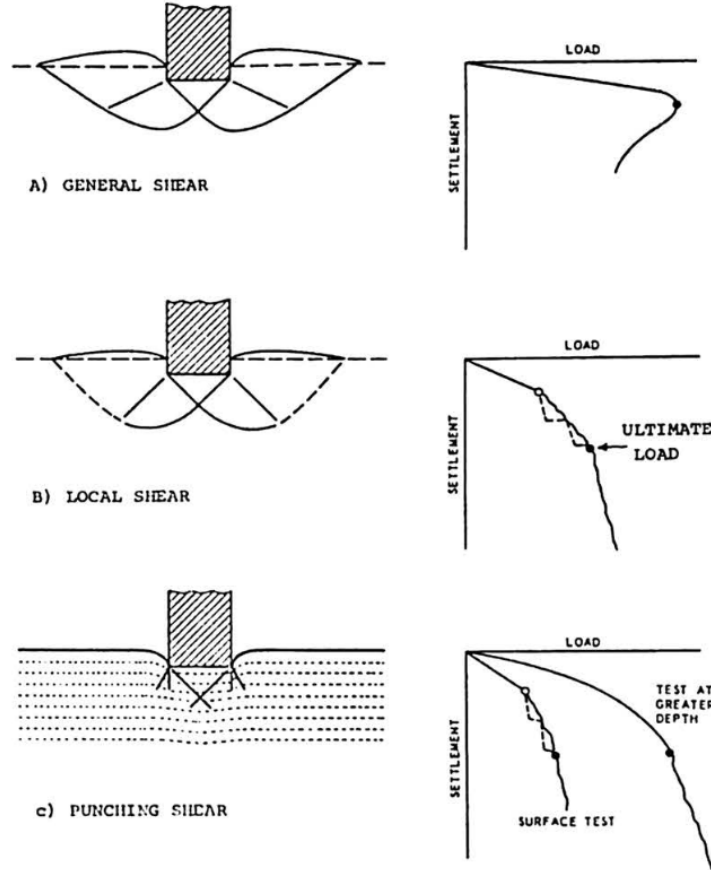 LOAD
SETTLEMENT
A) GENERAL SHEAR
LOAD
SETTLEMENT
ULTIMATE
LOAD
B) LOCAL SHEAR
LOAD
SETTLEMENT
TEST AT
GREATER
DEPTH
SURFACE TEST
c) PUNCHING SHEAR